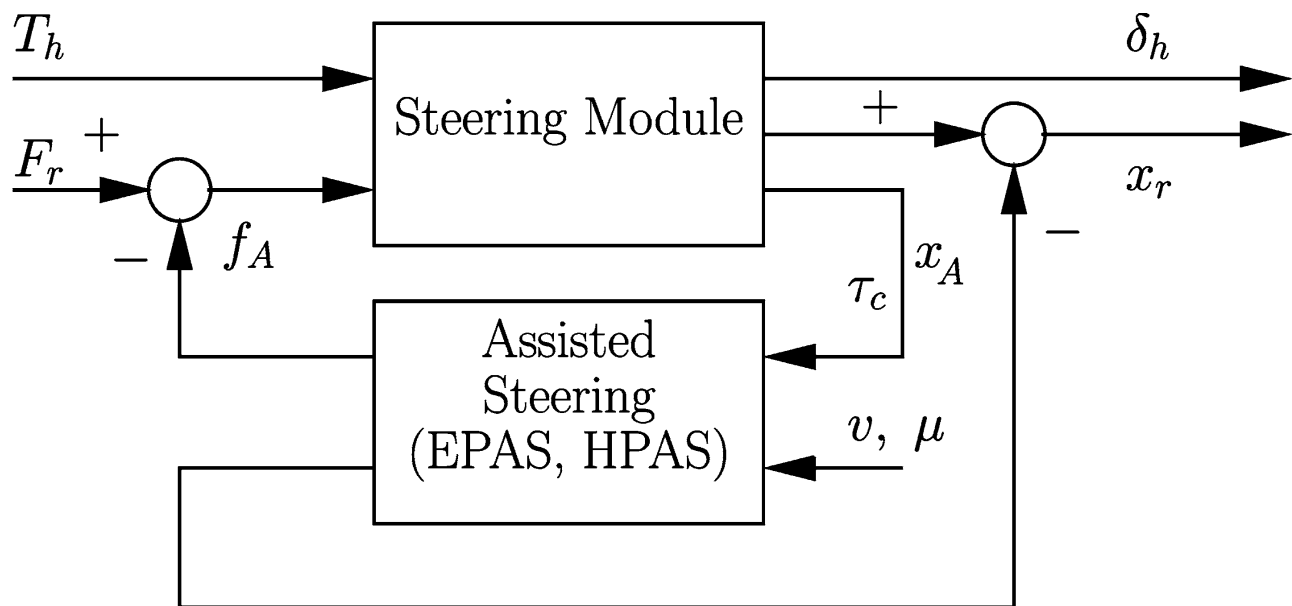 T_h
δ_h
Steering Module
+
+
F_r
x_r
−
f_A
−
x_A
τ_c
Assisted
Steering
(EPAS, HPAS)
v, μ